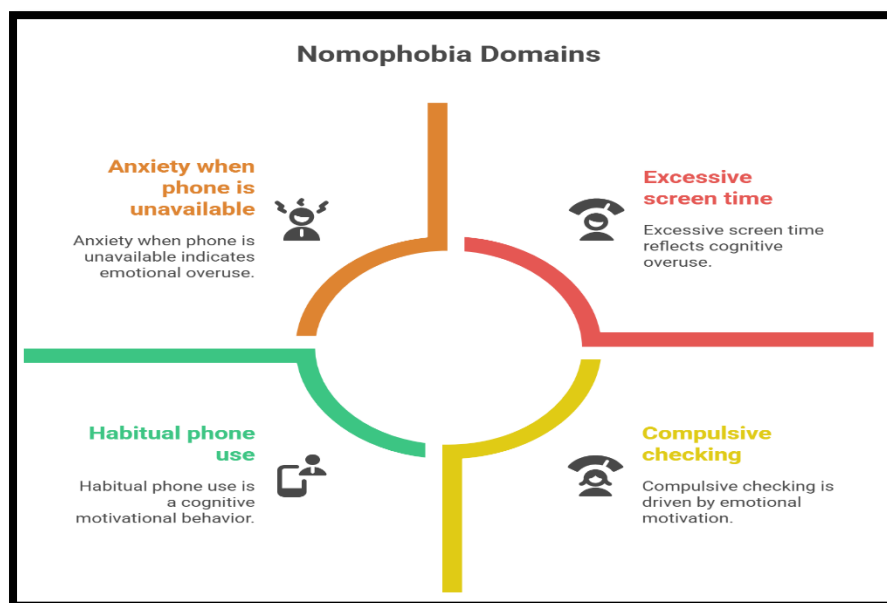 Nomophobia Domains
Anxiety when
phone is
unavailable
Anxiety when phone is
unavailable indicates
emotional overuse.
Excessive
screen time
Excessive screen time
reflects cognitive
overuse.
Habitual phone
use
Habitual phone use is
a cognitive
motivational behavior.
Compulsive
checking
Compulsive checking is
driven by emotional
motivation.